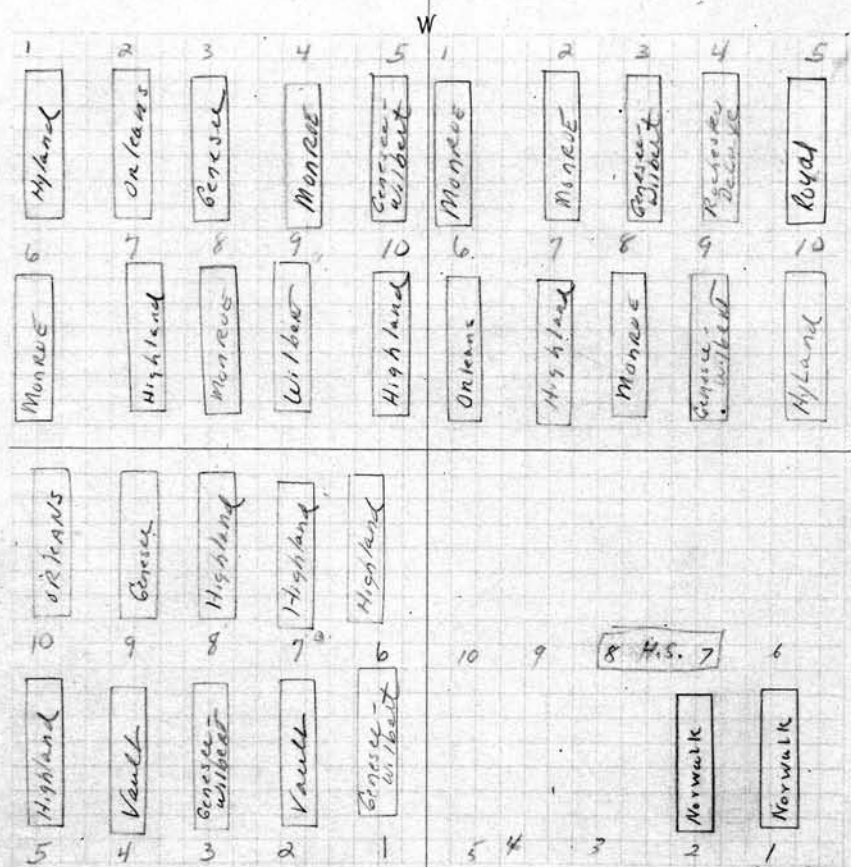 W
1 2 3 4 5 1 2 3 4 5
Hyland Orleans Genesee MONROE Genesee-Wilbert MONROE MONROE Genesee-Wilbert Royal
6 7 8 9 10 6 7 8 9 10
MONROE Highland MONROE Wilbert Highland Orleans Highland MONROE Genesee-Wilbert HyLand
ORLEANS Genesee Highland Highland Highland
10 9 8 7 6 10 9 8 H.S. 7 6
Highland Vault Genesee-Wilbert Vault Genesee-Wilbert Norwalk Norwalk
5 4 3 2 1 5 4 3 2 1